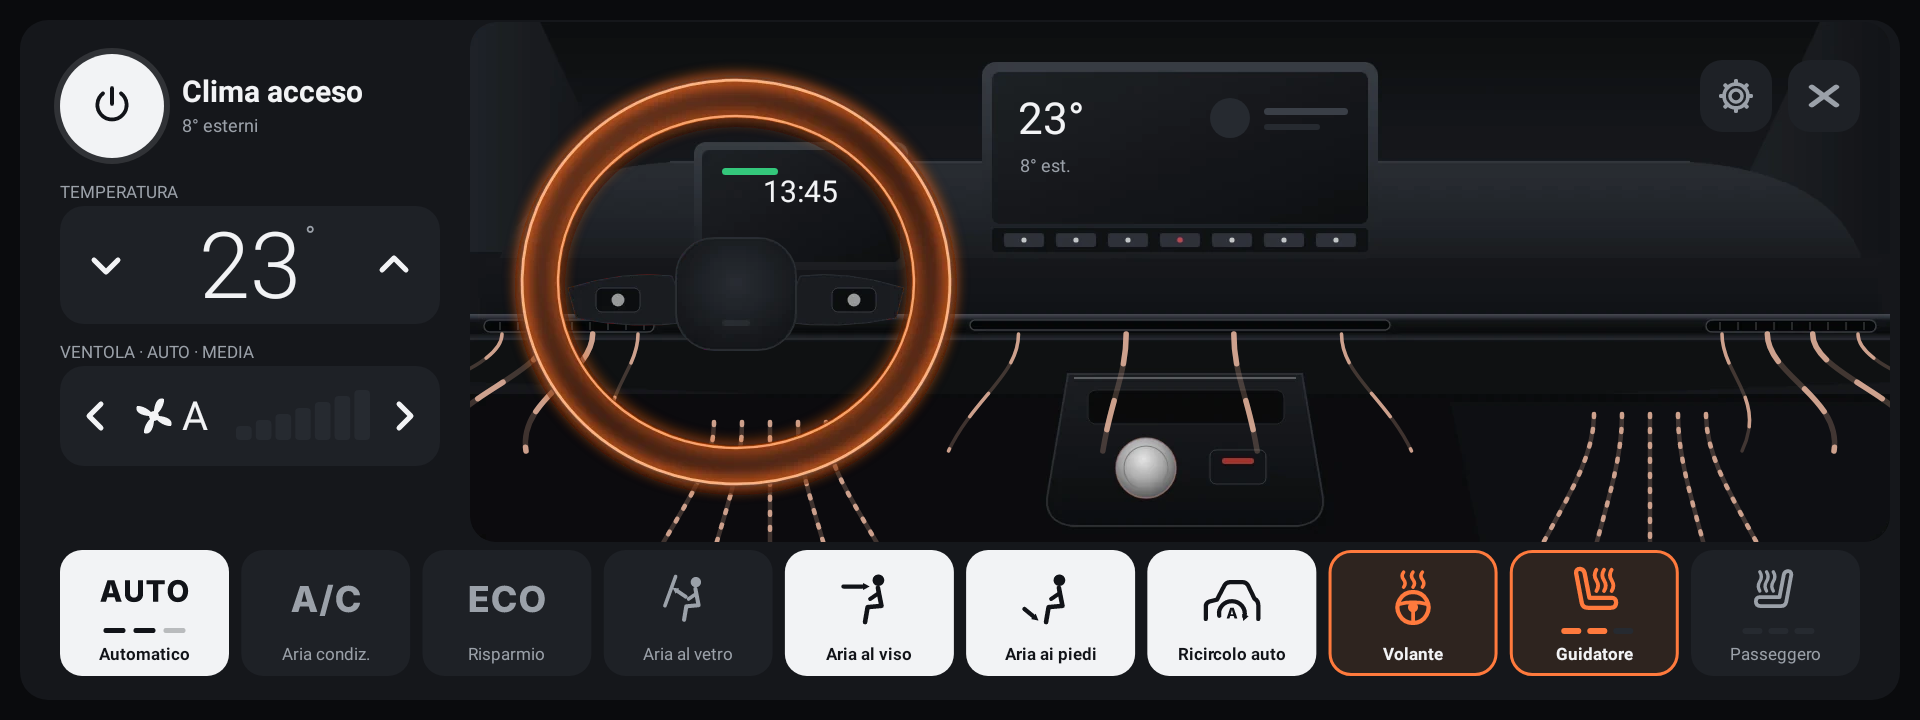 Clima acceso
8° esterni
TEMPERATURA
23°
VENTOLA · AUTO · MEDIA
A
13:45
23°
8° est.
AUTO
Automatico
A/C
Aria condiz.
ECO
Risparmio
Aria al vetro
Aria al viso
Aria ai piedi
A
Ricircolo auto
Volante
Guidatore
Passeggero